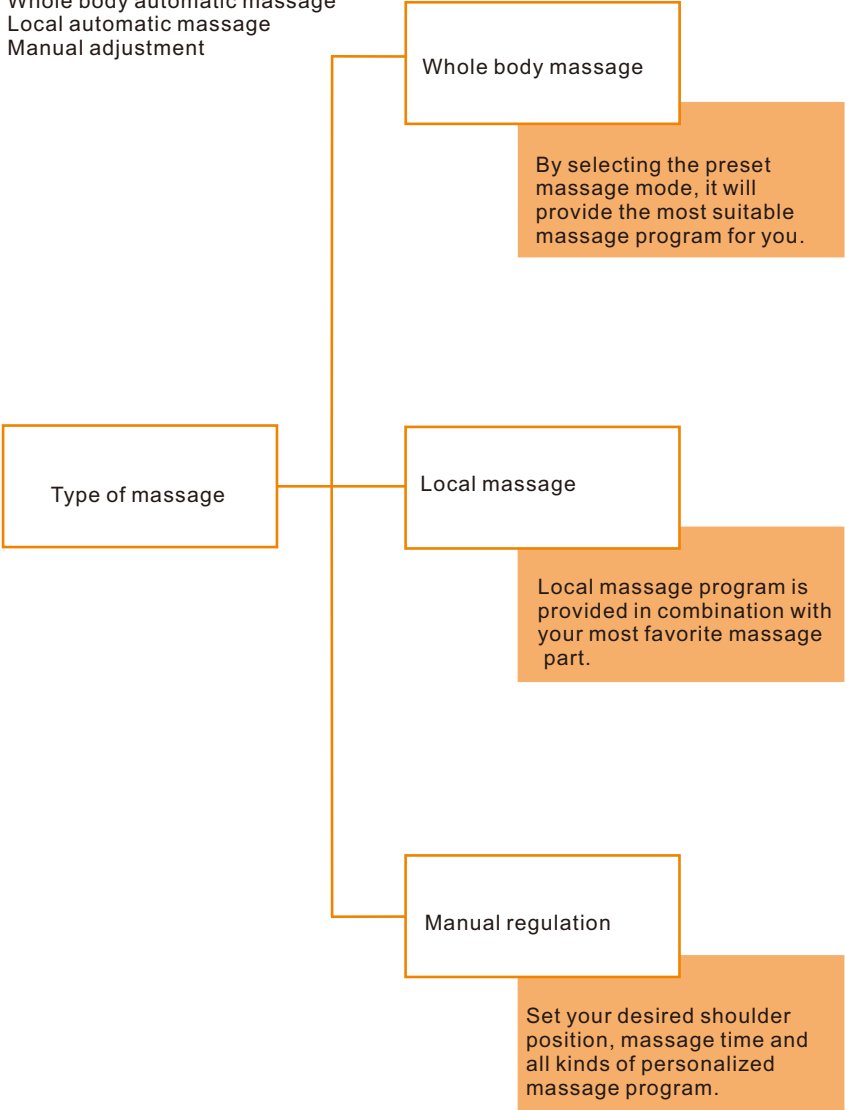 Whole body automatic massage
Local automatic massage
Manual adjustment
Whole body massage
By selecting the preset
massage mode, it will
provide the most suitable
massage program for you.
Type of massage
Local massage
Local massage program is
provided in combination with
your most favorite massage
part.
Manual regulation
Set your desired shoulder
position, massage time and
all kinds of personalized
massage program.